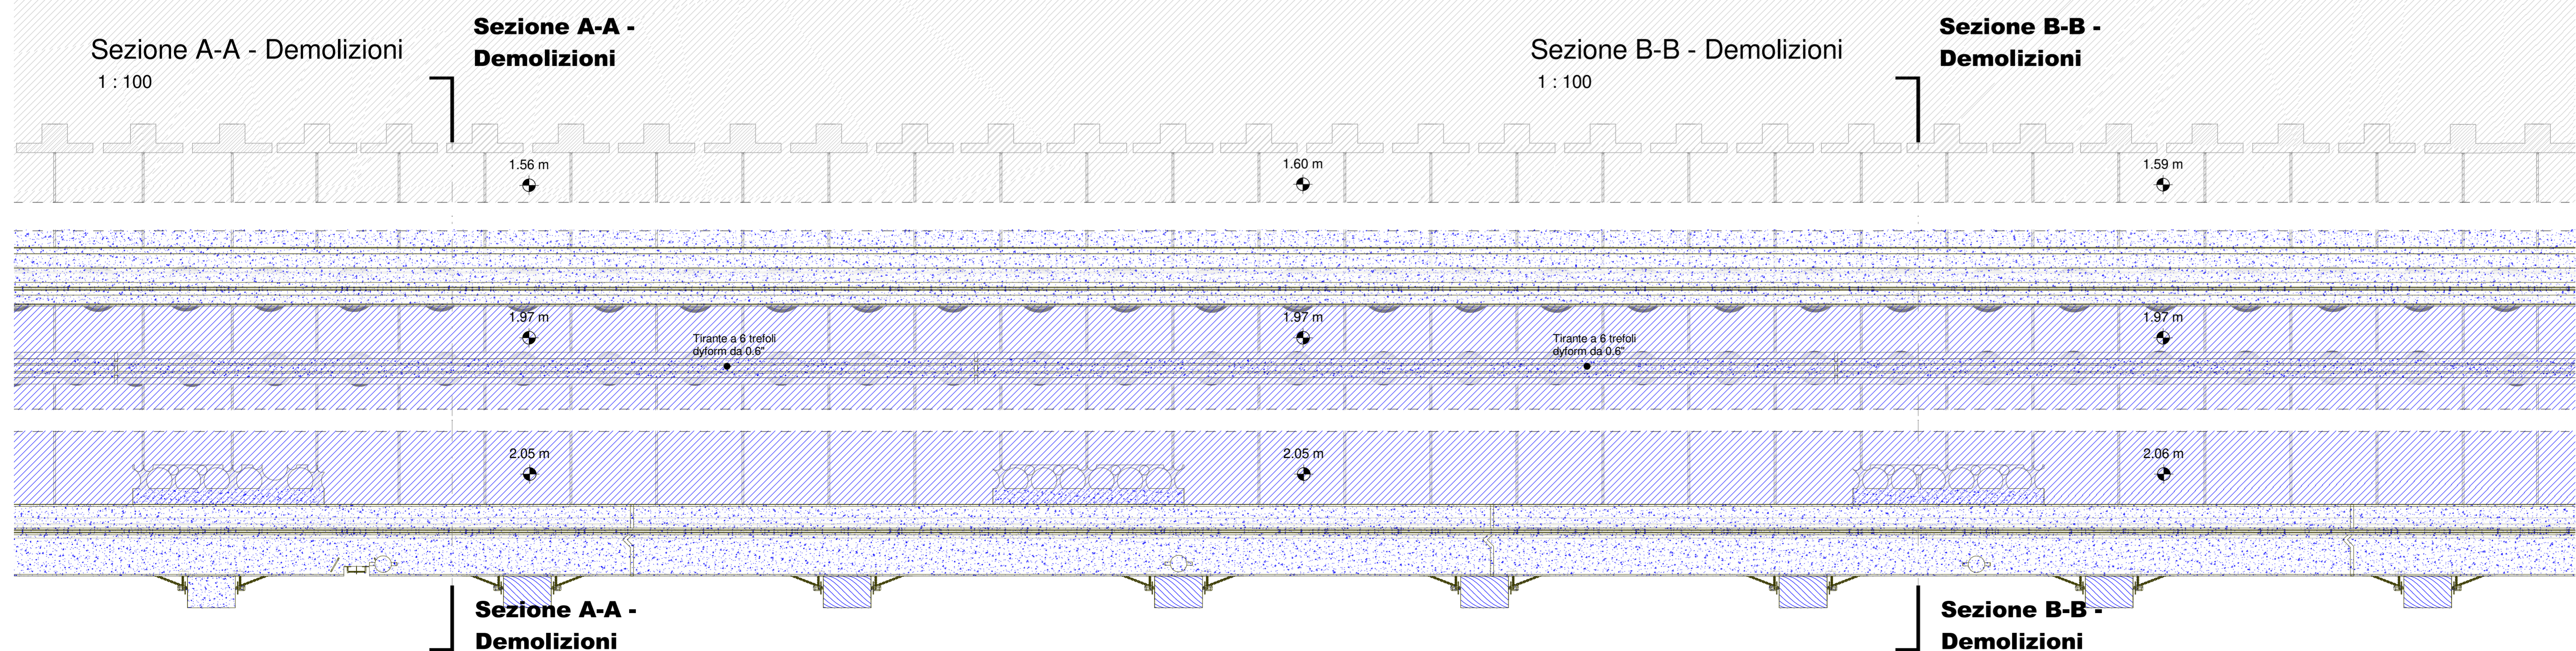 Sezione A-A - Demolizioni
1 : 100
Sezione A-A -
Demolizioni
Sezione B-B - Demolizioni
1 : 100
Sezione B-B -
Demolizioni
1.56 m
1.60 m
1.59 m
1.97 m
1.97 m
1.97 m
Tirante a 6 trefoli
dyform da 0.6"
Tirante a 6 trefoli
dyform da 0.6"
2.05 m
2.05 m
2.06 m
Sezione A-A -
Demolizioni
Sezione B-B -
Demolizioni